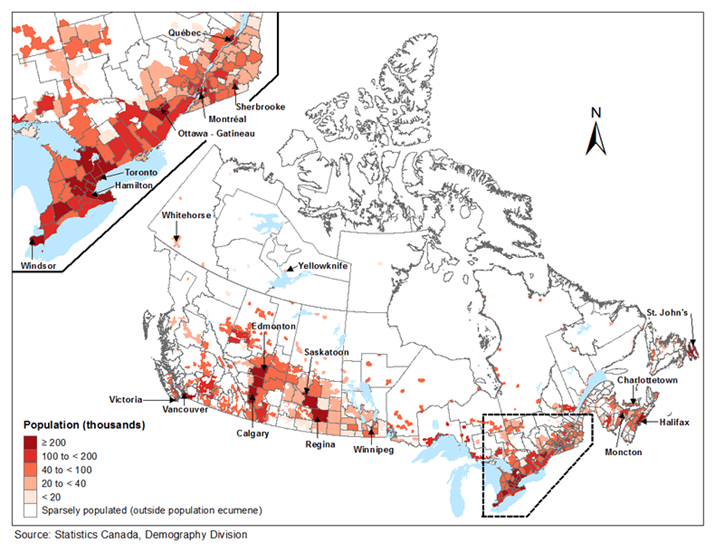 Québec
Sherbrooke
Montréal
Ottawa - Gatineau
Toronto
Hamilton
Windsor
N
Whitehorse
Yellowknife
Edmonton
Saskatoon
St. John's
Charlottetown
Victoria
Vancouver
Calgary
Regina
Winnipeg
Halifax
Moncton
Population (thousands)
≥ 200
100 to < 200
40 to < 100
20 to < 40
< 20
Sparsely populated (outside population ecumene)
Source: Statistics Canada, Demography Division